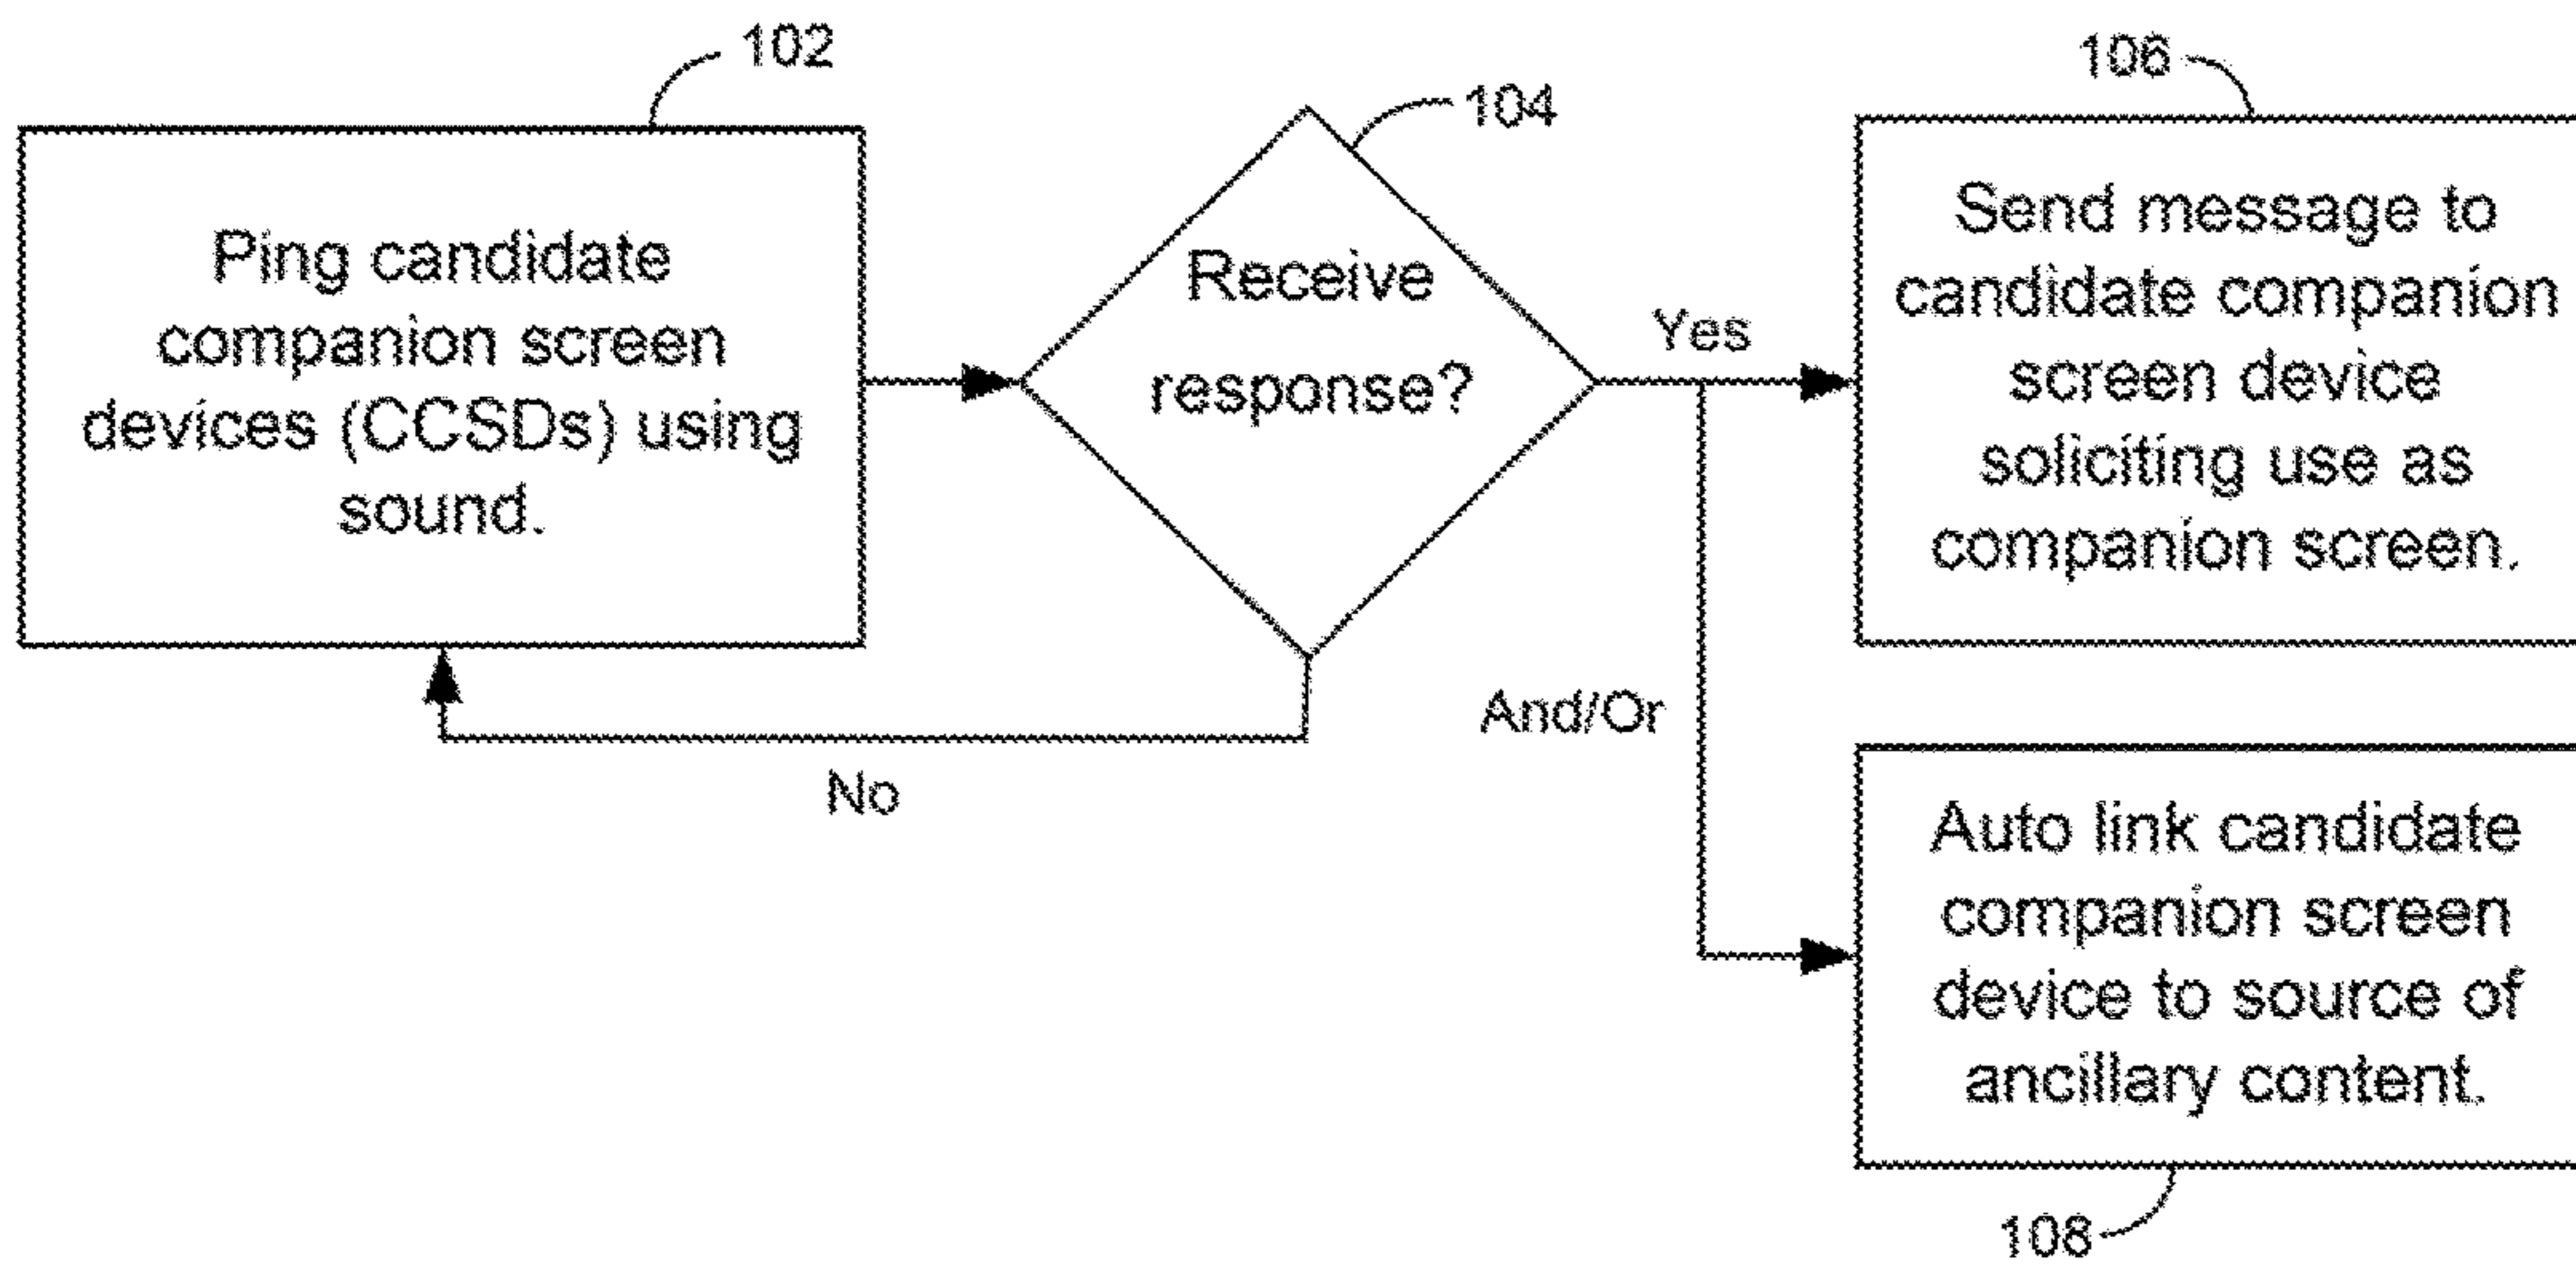 102
Ping candidate
companion screen
devices (CCSDs) using
sound.
104
Receive
response?
Yes
No
And/Or
106
Send message to
candidate companion
screen device
soliciting use as
companion screen.
Auto link candidate
companion screen
device to source of
ancillary content.
108